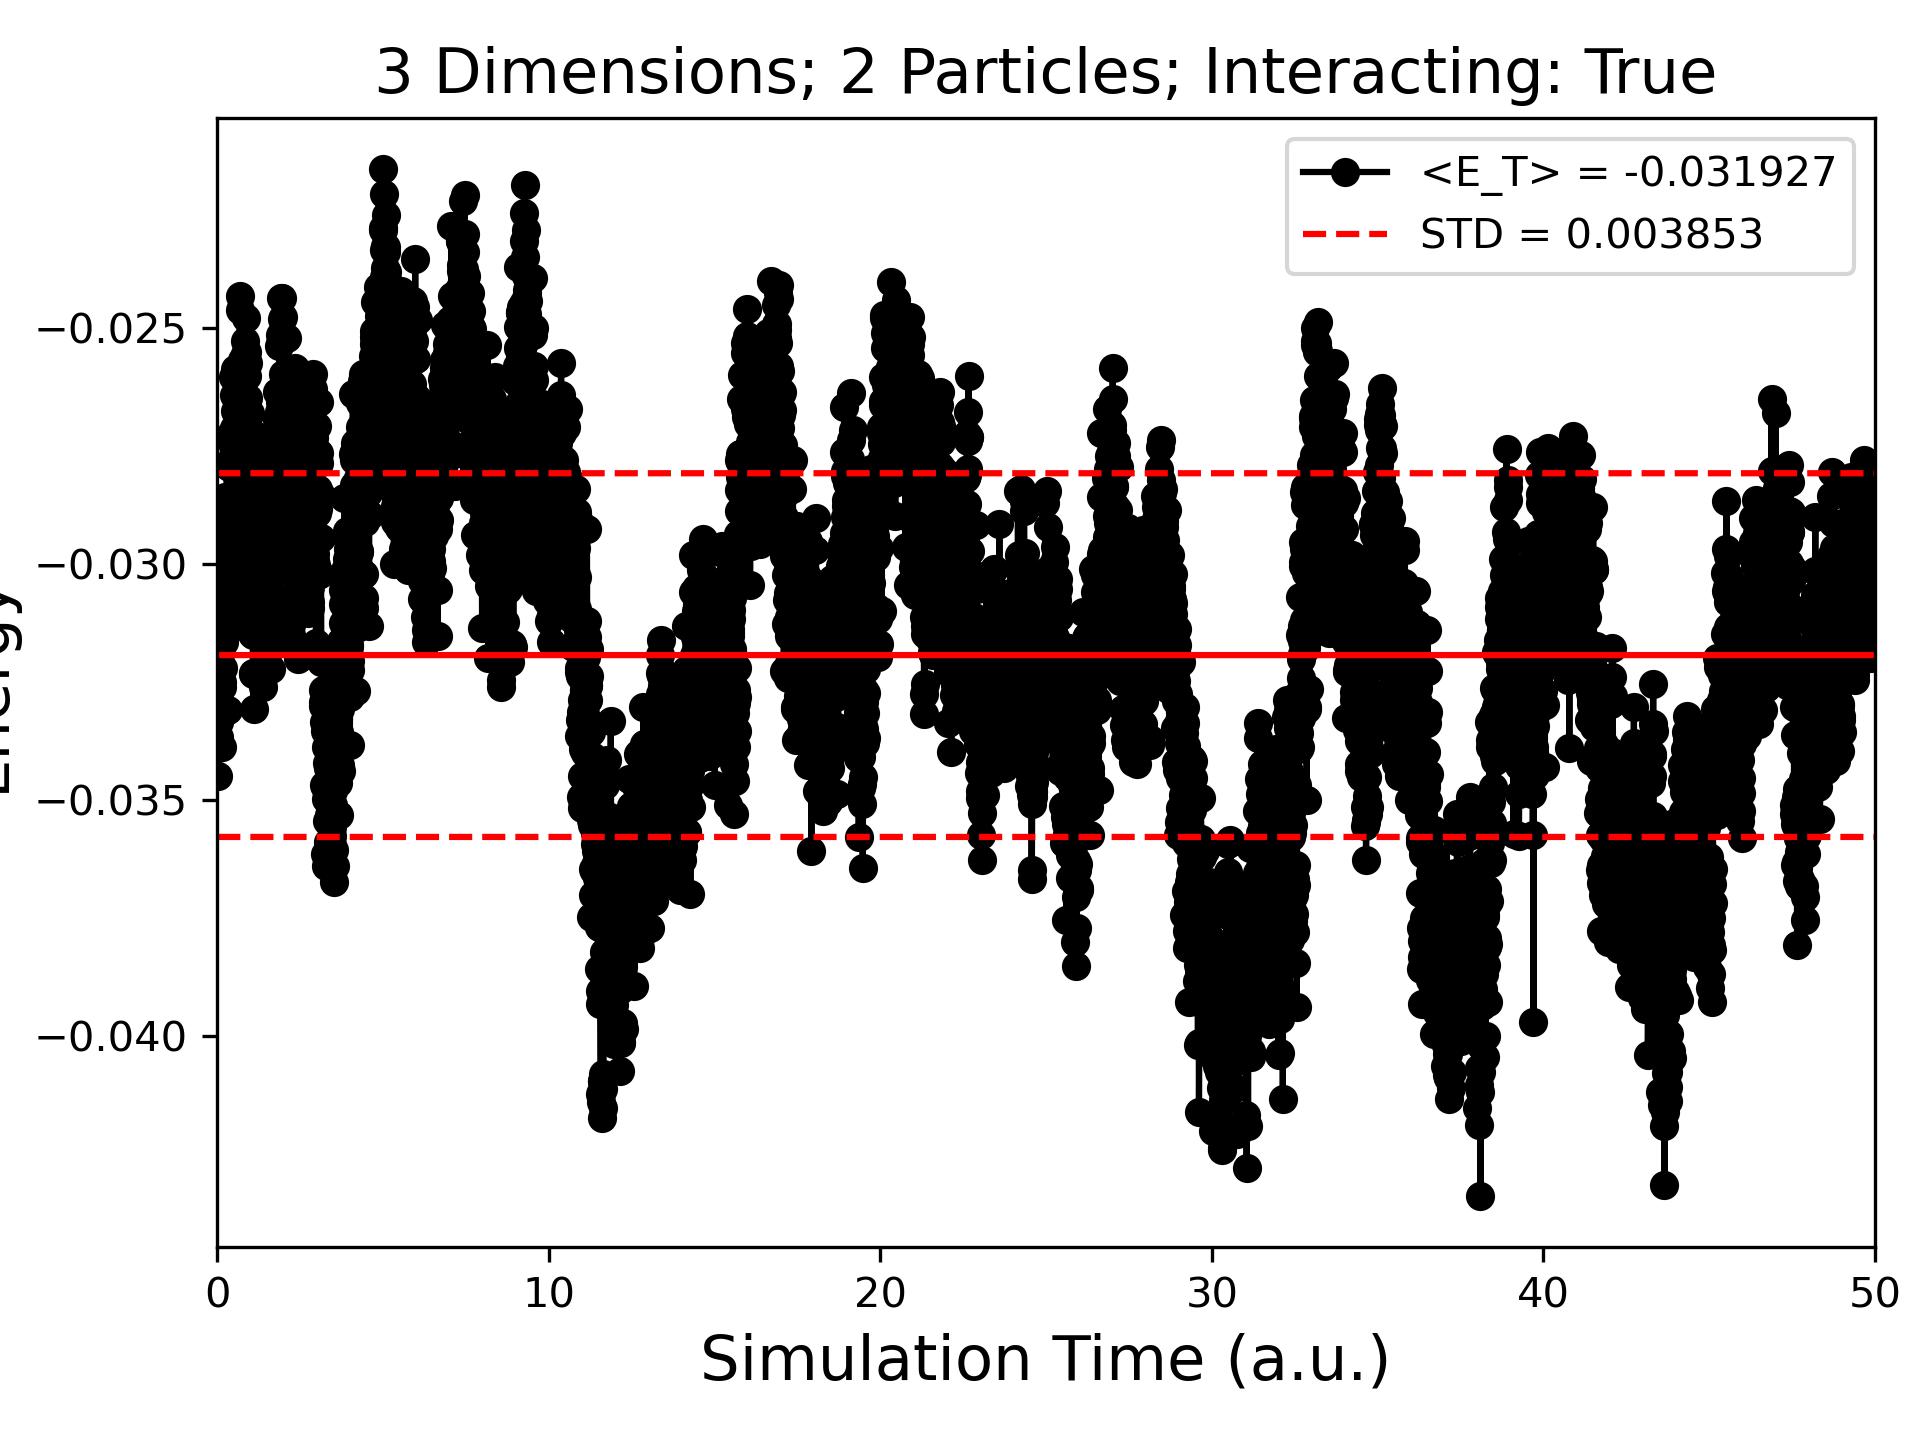 3 Dimensions; 2 Particles; Interacting: True
<E_T> = -0.031927
STD = 0.003853
−0.025
−0.030
−0.035
−0.040
Energy
0 10 20 30 40 50
Simulation Time (a.u.)